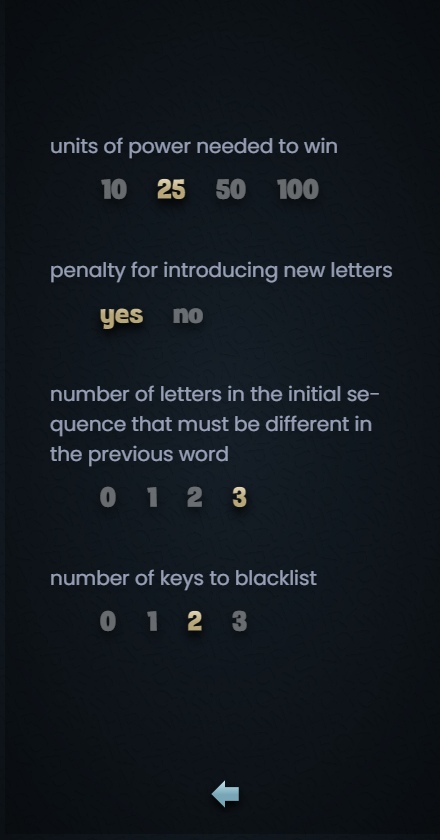 units of power needed to win
10 25 50 100
penalty for introducing new letters
yes no
number of letters in the initial se-
quence that must be different in
the previous word
0 1 2 3
number of keys to blacklist
0 1 2 3